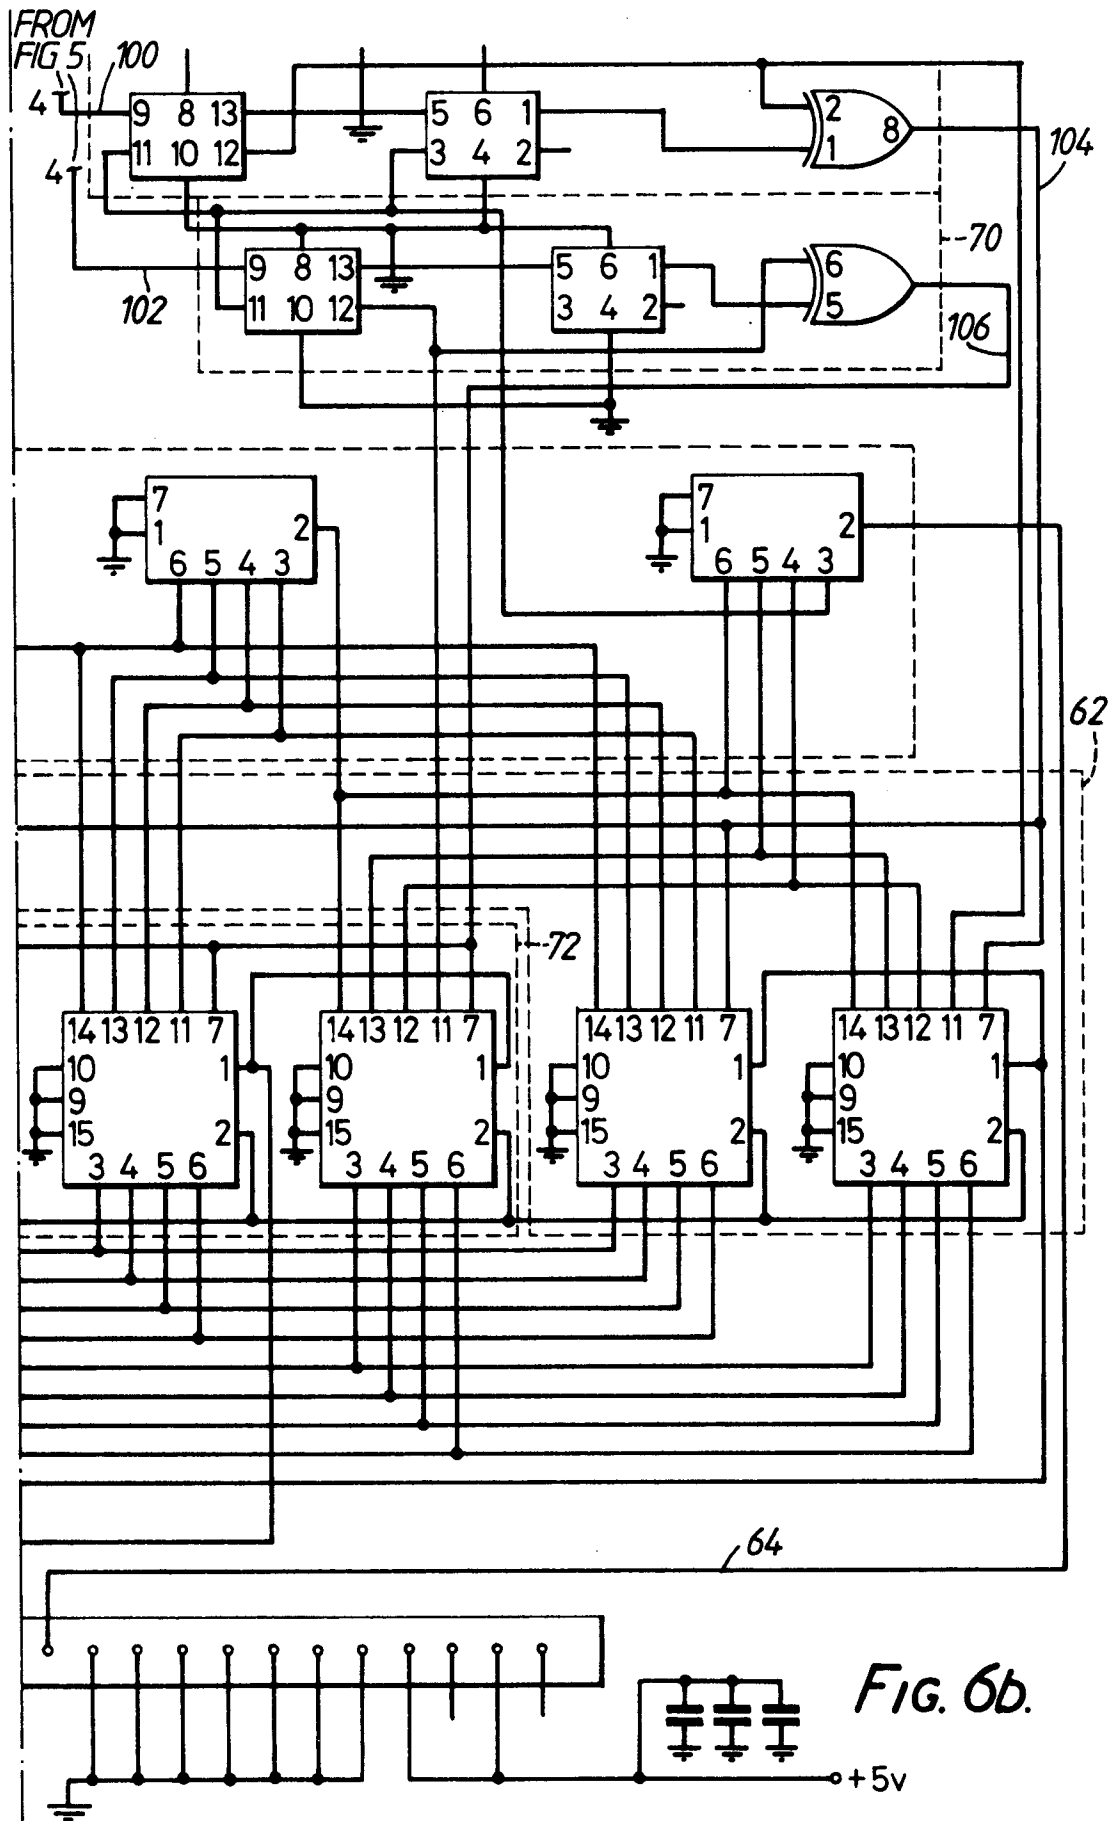 FROM
FIG 5 100
4 9 8 13 5 6 1 2 8 104
11 10 12 3 4 2 1
4
70
9 8 13 5 6 1 6
102 11 10 12 3 4 2 5
106
7 7
1 2 1 2
6 5 4 3 6 5 4 3
62
72
14 13 12 11 7 14 13 12 11 7 14 13 12 11 7 14 13 12 11 7
10 1 10 1 10 1 10 1
9 9 9 9
15 2 15 2 15 2 15 2
3 4 5 6 3 4 5 6 3 4 5 6 3 4 5 6
64
FIG. 6b.
+5v